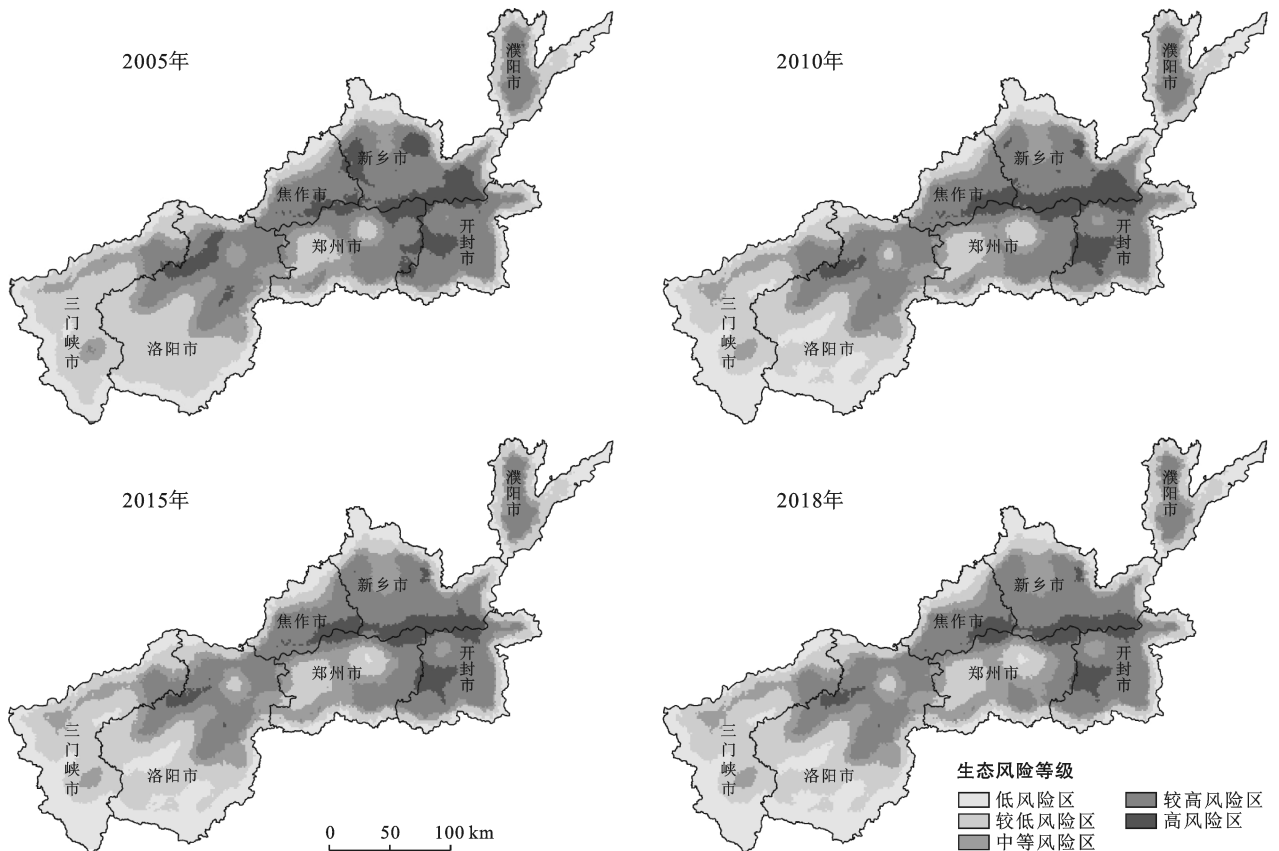 2005年
濮阳市
新乡市
焦作市
郑州市
开封市
三门峡市
洛阳市
2010年
濮阳市
新乡市
焦作市
郑州市
开封市
三门峡市
洛阳市
2015年
濮阳市
新乡市
焦作市
郑州市
开封市
三门峡市
洛阳市
0 50 100 km
2018年
濮阳市
新乡市
焦作市
郑州市
开封市
三门峡市
洛阳市
生态风险等级
低风险区
较低风险区
中等风险区
较高风险区
高风险区